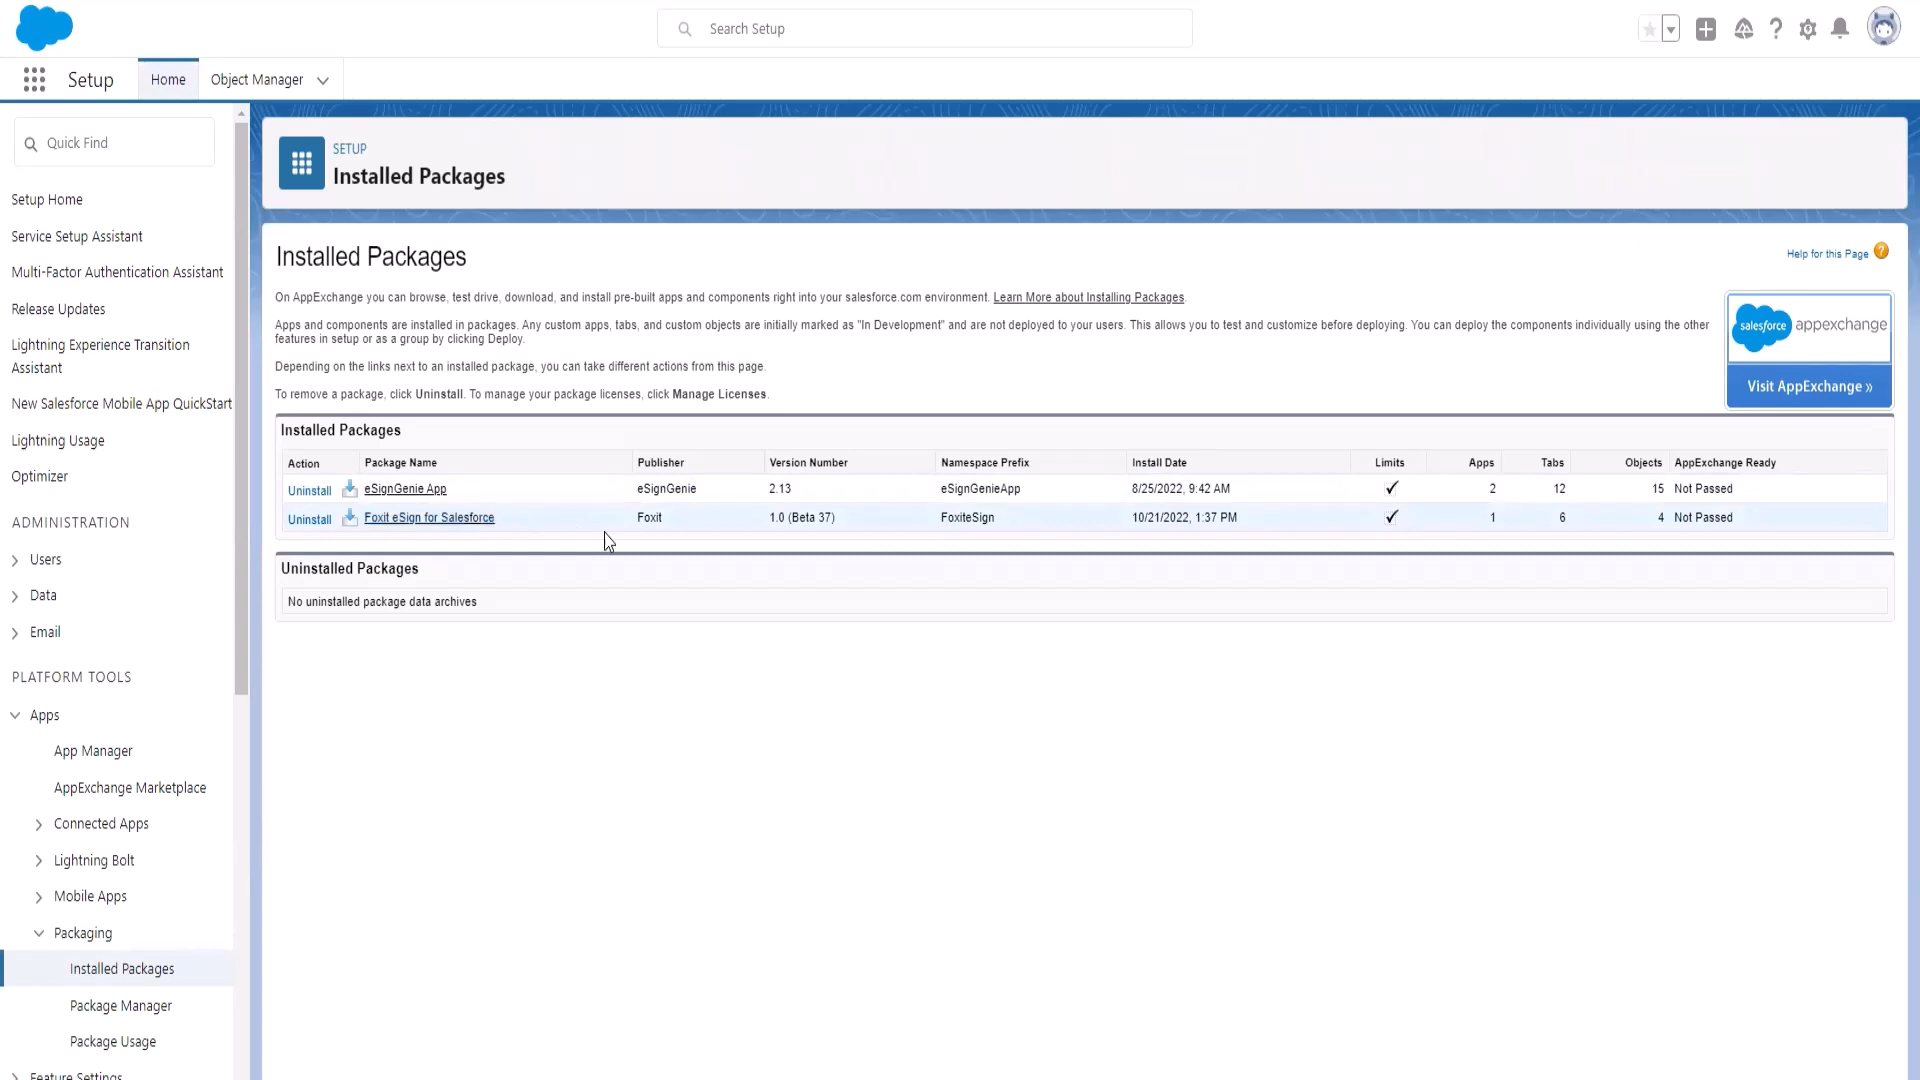 Search Setup
Setup
Home
Object Manager
Quick Find
Setup Home
Service Setup Assistant
Multi-Factor Authentication Assistant
Release Updates
Lightning Experience Transition
Assistant
New Salesforce Mobile App QuickStart
Lightning Usage
Optimizer
ADMINISTRATION
Users
Data
Email
PLATFORM TOOLS
Apps
App Manager
AppExchange Marketplace
Connected Apps
Lightning Bolt
Mobile Apps
Packaging
Installed Packages
Package Manager
Package Usage
Feature Settings
SETUP
Installed Packages
Installed Packages
Help for this Page ?
On AppExchange you can browse, test drive, download, and install pre-built apps and components right into your salesforce.com environment. Learn More about Installing Packages.
Apps and components are installed in packages. Any custom apps, tabs, and custom objects are initially marked as "In Development" and are not deployed to your users. This allows you to test and customize before deploying. You can deploy the components individually using the other
features in setup or as a group by clicking Deploy.
Depending on the links next to an installed package, you can take different actions from this page.
To remove a package, click Uninstall. To manage your package licenses, click Manage Licenses.
salesforce appexchange
Visit AppExchange »
Installed Packages
Action Package Name Publisher Version Number Namespace Prefix Install Date Limits Apps Tabs Objects AppExchange Ready
Uninstall eSignGenie App eSignGenie 2.13 eSignGenieApp 8/25/2022, 9:42 AM ✓ 2 12 15 Not Passed
Uninstall Foxit eSign for Salesforce Foxit 1.0 (Beta 37) FoxiteSign 10/21/2022, 1:37 PM ✓ 1 6 4 Not Passed
Uninstalled Packages
No uninstalled package data archives